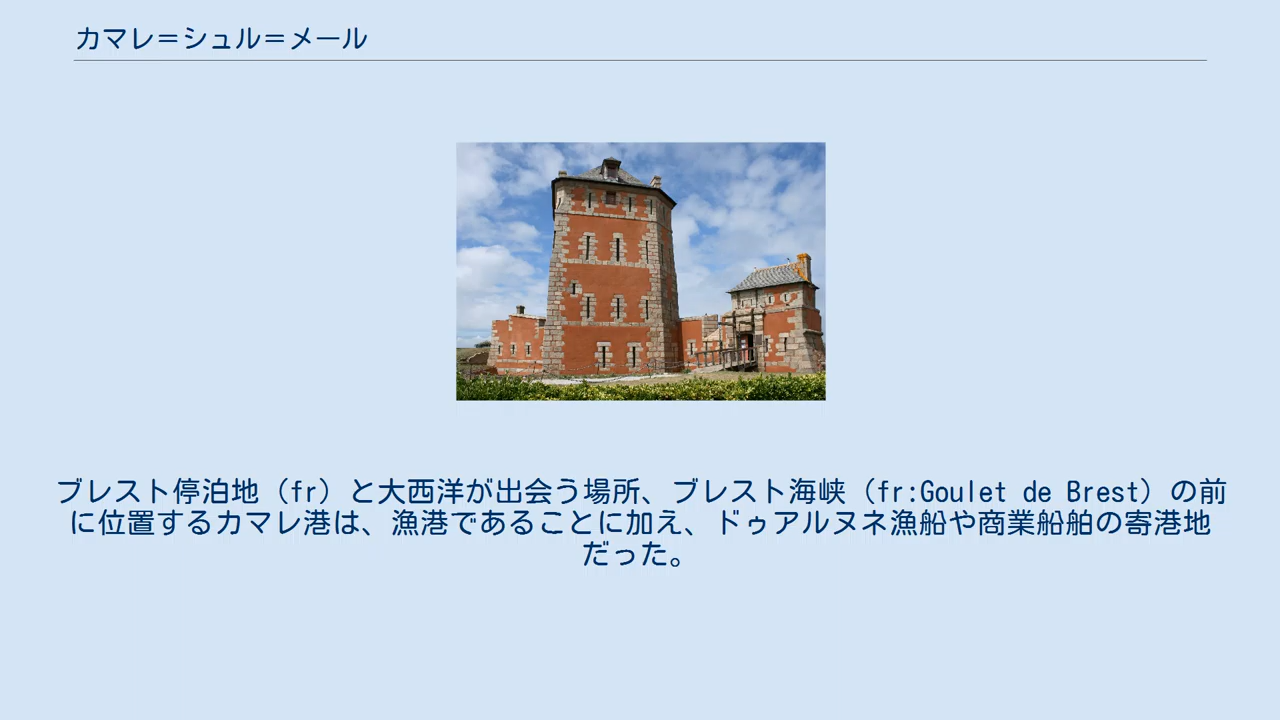 カマレ＝シュル＝メール
ブレスト停泊地（fr）と大西洋が出会う場所、ブレスト海峡（fr:Goulet de Brest）の前
に位置するカマレ港は、漁港であることに加え、ドゥアルヌネ漁船や商業船舶の寄港地
だった。